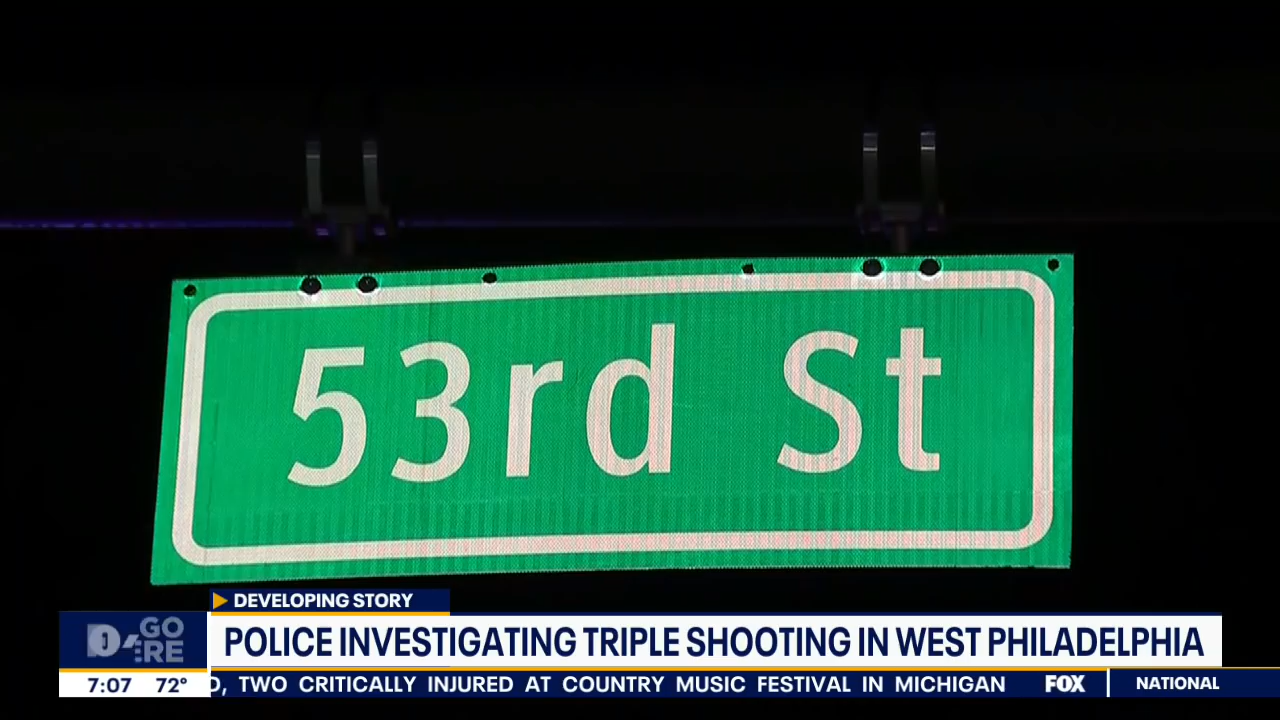 53rd St
DEVELOPING STORY
GO
POLICE INVESTIGATING TRIPLE SHOOTING IN WEST PHILADELPHIA
7:07 72° TWO CRITICALLY INJURED AT COUNTRY MUSIC FESTIVAL IN MICHIGAN FOX NATIONAL